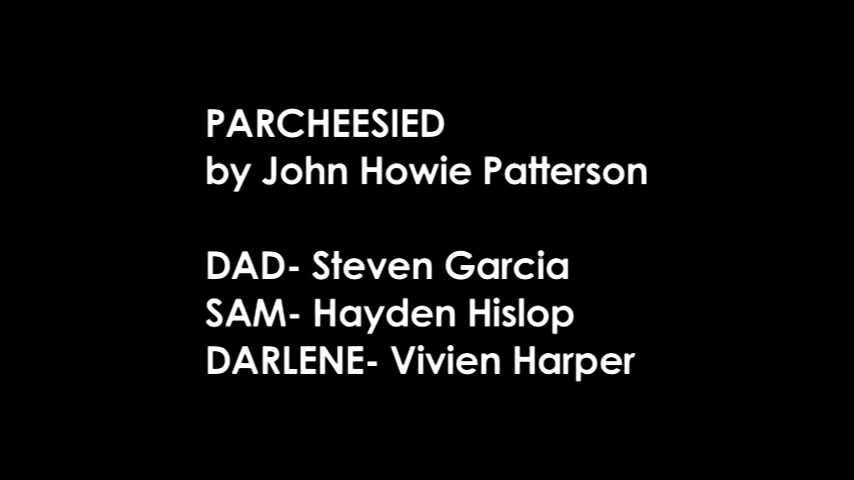 PARCHEESIED
by John Howie Patterson
DAD- Steven Garcia
SAM- Hayden Hislop
DARLENE- Vivien Harper